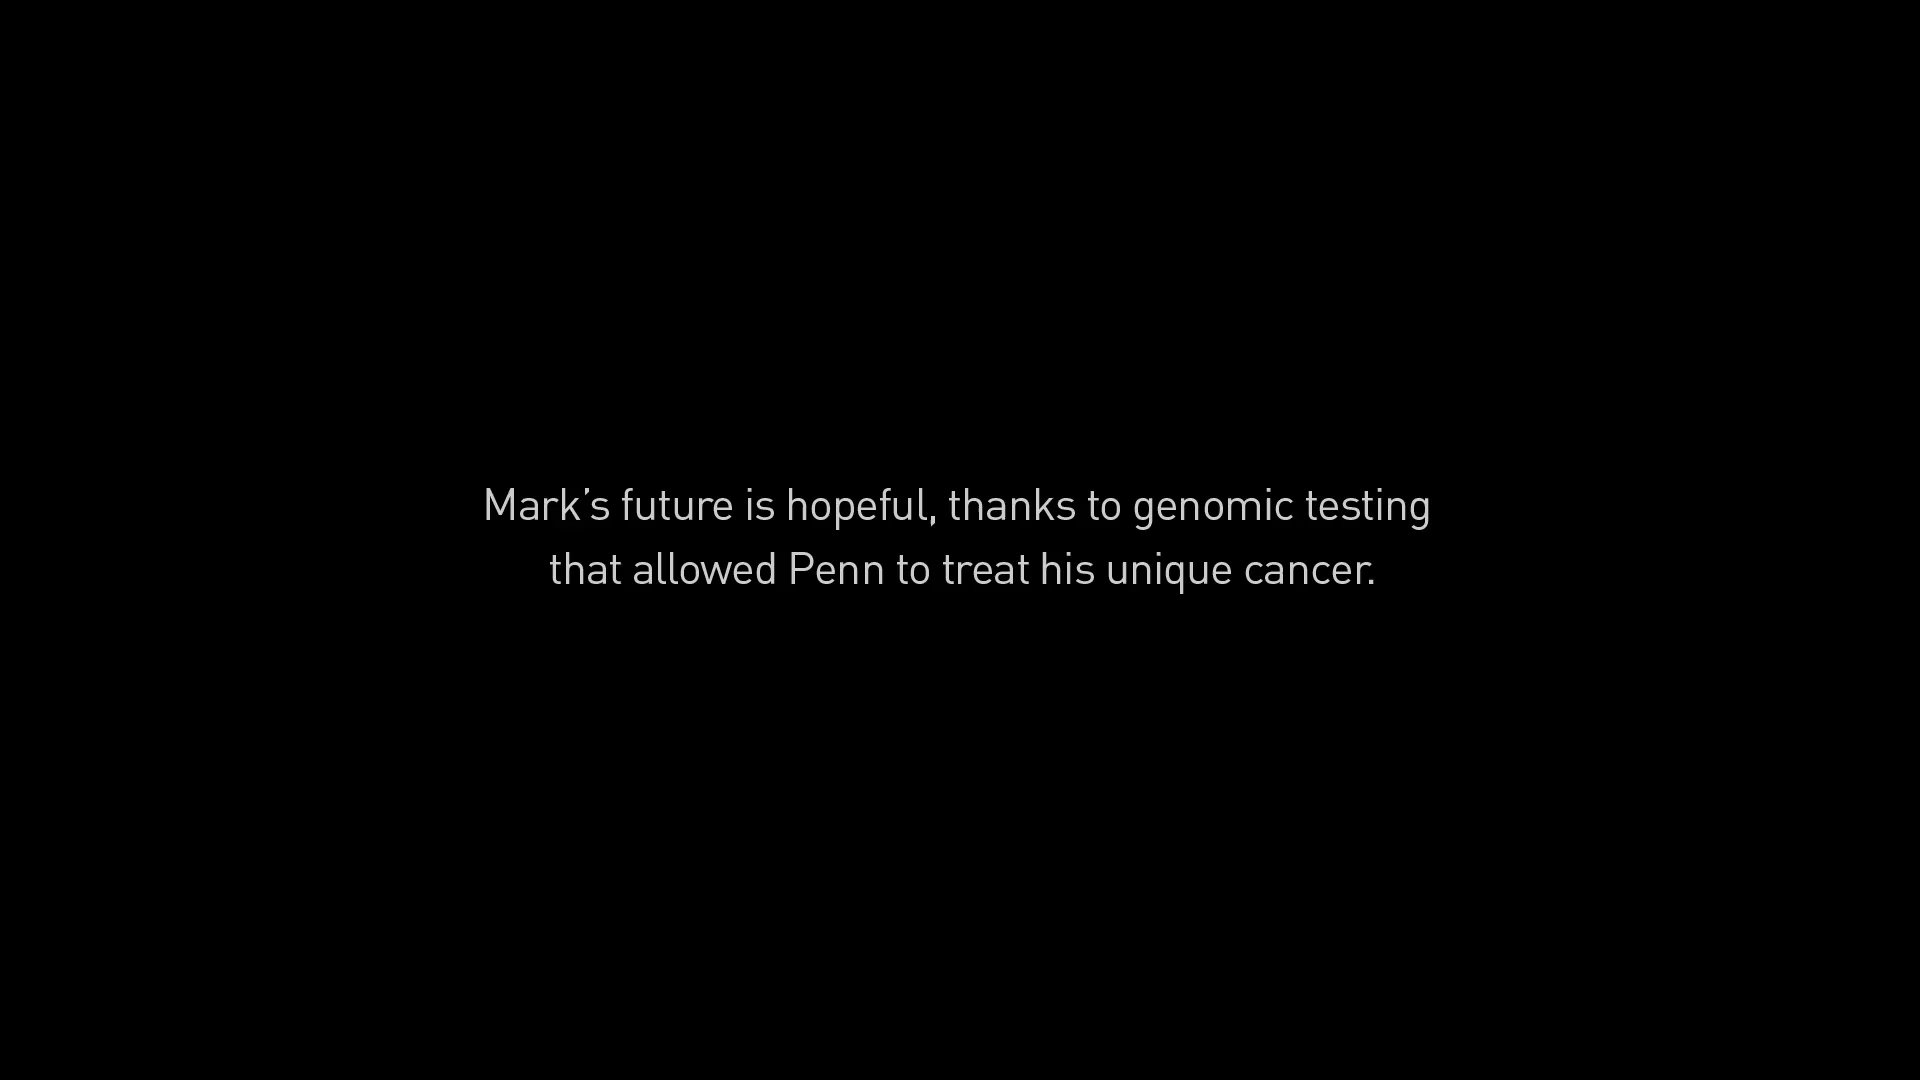 Mark’s future is hopeful, thanks to genomic testing
that allowed Penn to treat his unique cancer.